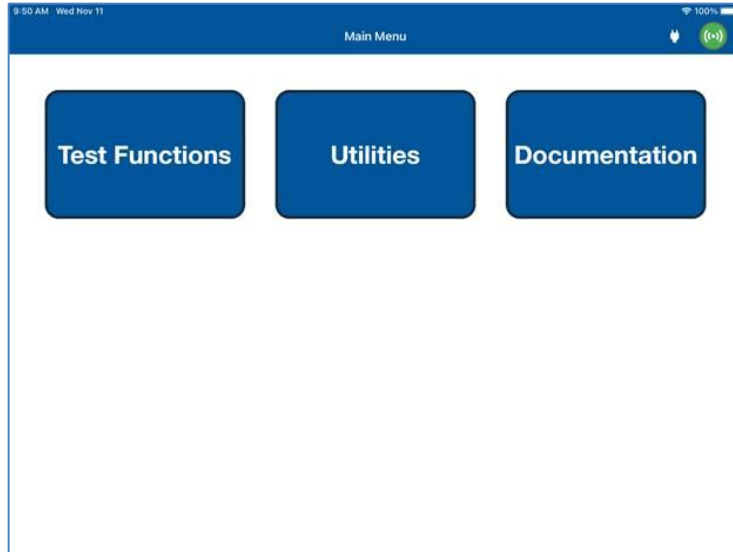 9:50 AM Wed Nov 11 100%
Main Menu
Test Functions Utilities Documentation